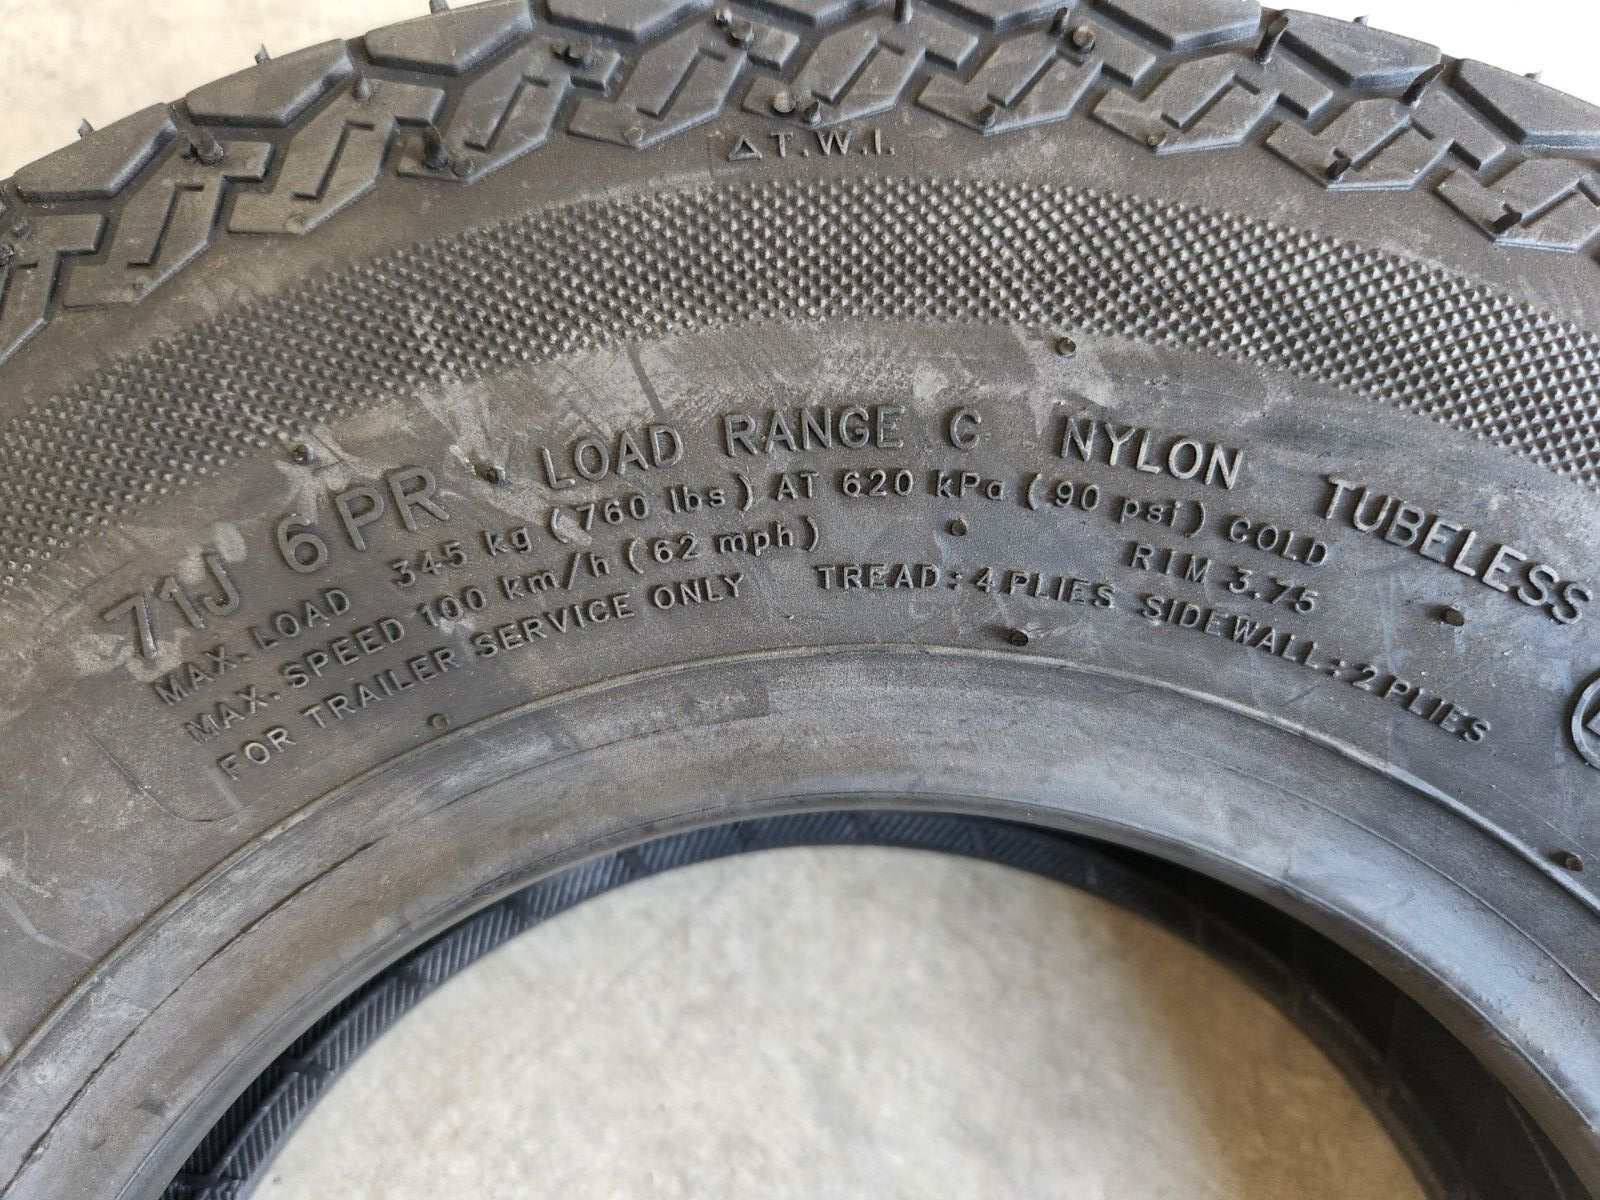 △T.W.I.
71J 6PR LOAD RANGE C NYLON TUBELESS
MAX. LOAD 345 kg (760 lbs) AT 620 kPa (90 psi) COLD
MAX. SPEED 100 km/h (62 mph) RIM 3.75
FOR TRAILER SERVICE ONLY TREAD: 4 PLIES SIDEWALL: 2 PLIES